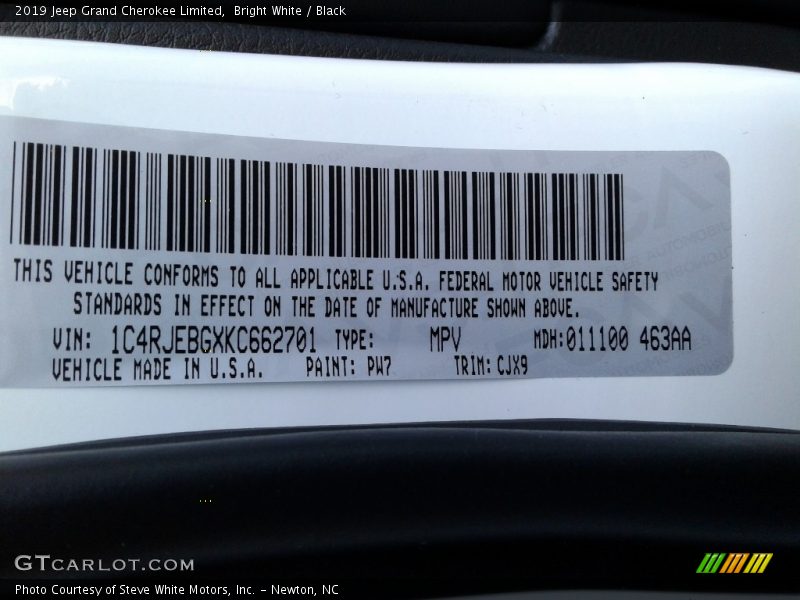 2019 Jeep Grand Cherokee Limited,  Bright White / Black
THIS VEHICLE CONFORMS TO ALL APPLICABLE U.S.A. FEDERAL MOTOR VEHICLE SAFETY
STANDARDS IN EFFECT ON THE DATE OF MANUFACTURE SHOWN ABOVE.
VIN: 1C4RJEBGXKC662701 TYPE: MPV MDH:011100 463AA
VEHICLE MADE IN U.S.A. PAINT: PW7 TRIM: CJX9
GTCARLOT.COM
Photo Courtesy of Steve White Motors, Inc. – Newton, NC